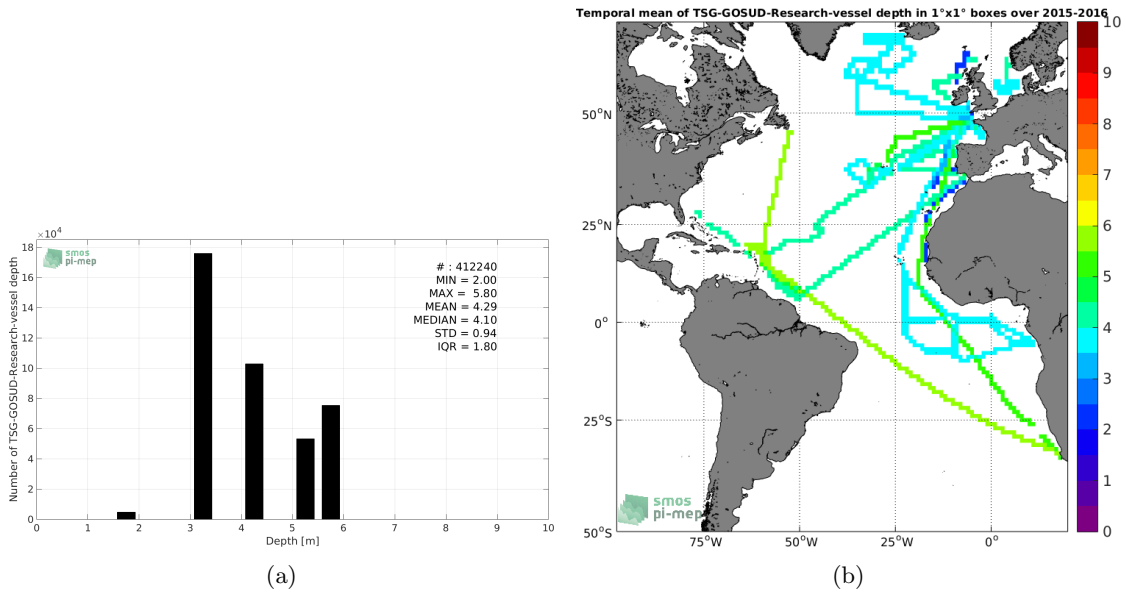 Temporal mean of TSG-GOSUD-Research-vessel depth in 1°x1° boxes over 2015-2016
×10⁴
18
16
14
12
10
8
6
4
2
0
Number of TSG-GOSUD-Research-vessel depth
smos
pi-mep
# : 412240
MIN = 2.00
MAX = 5.80
MEAN = 4.29
MEDIAN = 4.10
STD = 0.94
IQR = 1.80
0 1 2 3 4 5 6 7 8 9 10
Depth [m]
(a)
50°N
25°N
0°
25°S
50°S
75°W 50°W 25°W 0°
smos
pi-mep
10
9
8
7
6
5
4
3
2
1
0
(b)